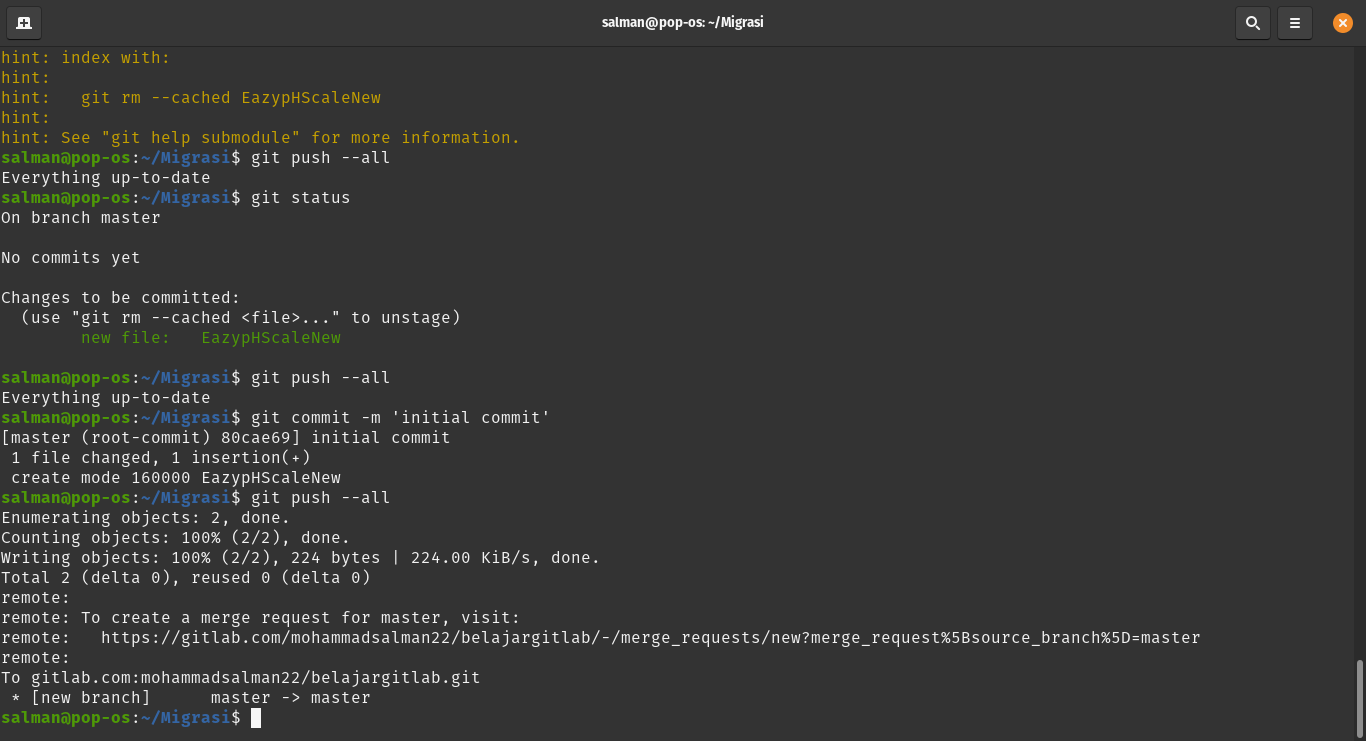 salman@pop-os: ~/Migrasi
hint: index with:
hint:
hint:   git rm --cached EazypHScaleNew
hint:
hint: See "git help submodule" for more information.
salman@pop-os:~/Migrasi$ git push --all
Everything up-to-date
salman@pop-os:~/Migrasi$ git status
On branch master
No commits yet
Changes to be committed:
  (use "git rm --cached <file>..." to unstage)
        new file:   EazypHScaleNew
salman@pop-os:~/Migrasi$ git push --all
Everything up-to-date
salman@pop-os:~/Migrasi$ git commit -m 'initial commit'
[master (root-commit) 80cae69] initial commit
 1 file changed, 1 insertion(+)
 create mode 160000 EazypHScaleNew
salman@pop-os:~/Migrasi$ git push --all
Enumerating objects: 2, done.
Counting objects: 100% (2/2), done.
Writing objects: 100% (2/2), 224 bytes | 224.00 KiB/s, done.
Total 2 (delta 0), reused 0 (delta 0)
remote:
remote: To create a merge request for master, visit:
remote:   https://gitlab.com/mohammadsalman22/belajargitlab/-/merge_requests/new?merge_request%5Bsource_branch%5D=master
remote:
To gitlab.com:mohammadsalman22/belajargitlab.git
 * [new branch]      master -> master
salman@pop-os:~/Migrasi$